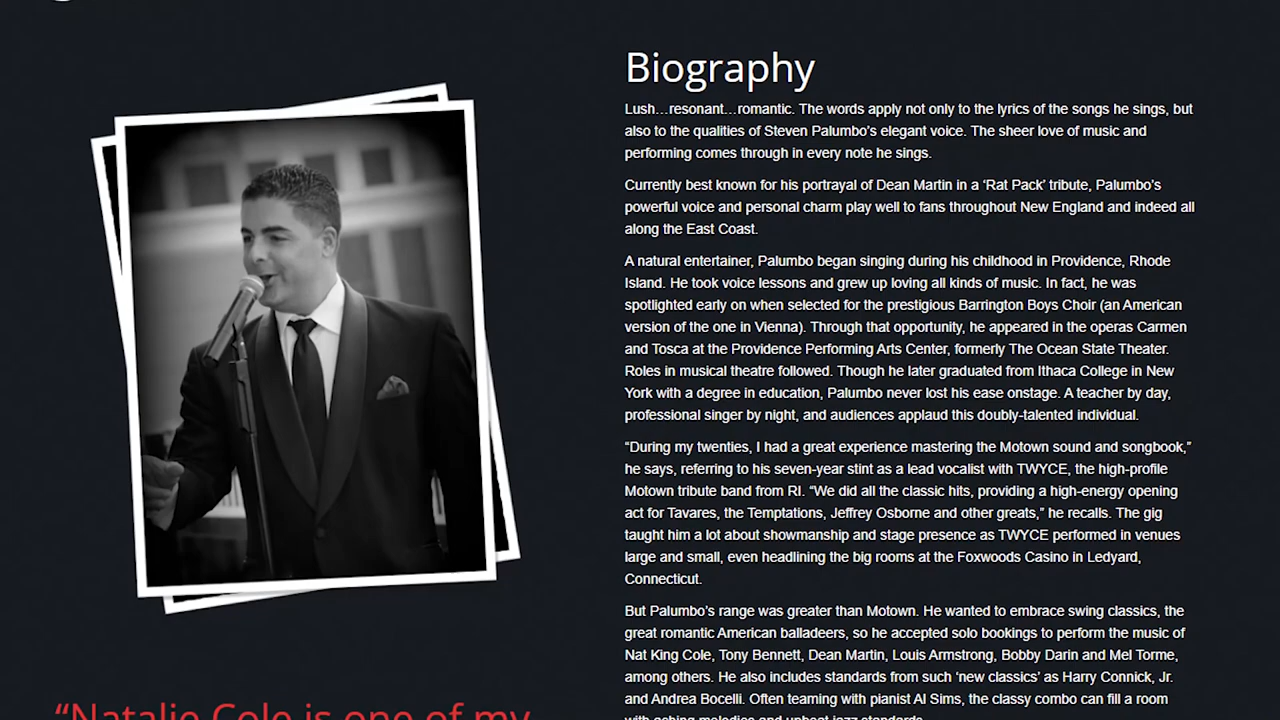 Biography
Lush…resonant…romantic. The words apply not only to the lyrics of the songs he sings, but
also to the qualities of Steven Palumbo’s elegant voice. The sheer love of music and
performing comes through in every note he sings.
Currently best known for his portrayal of Dean Martin in a ‘Rat Pack’ tribute, Palumbo’s
powerful voice and personal charm play well to fans throughout New England and indeed all
along the East Coast.
A natural entertainer, Palumbo began singing during his childhood in Providence, Rhode
Island. He took voice lessons and grew up loving all kinds of music. In fact, he was
spotlighted early on when selected for the prestigious Barrington Boys Choir (an American
version of the one in Vienna). Through that opportunity, he appeared in the operas Carmen
and Tosca at the Providence Performing Arts Center, formerly The Ocean State Theater.
Roles in musical theatre followed. Though he later graduated from Ithaca College in New
York with a degree in education, Palumbo never lost his ease onstage. A teacher by day,
professional singer by night, and audiences applaud this doubly-talented individual.
“During my twenties, I had a great experience mastering the Motown sound and songbook,”
he says, referring to his seven-year stint as a lead vocalist with TWYCE, the high-profile
Motown tribute band from RI. “We did all the classic hits, providing a high-energy opening
act for Tavares, the Temptations, Jeffrey Osborne and other greats,” he recalls. The gig
taught him a lot about showmanship and stage presence as TWYCE performed in venues
large and small, even headlining the big rooms at the Foxwoods Casino in Ledyard,
Connecticut.
But Palumbo’s range was greater than Motown. He wanted to embrace swing classics, the
great romantic American balladeers, so he accepted solo bookings to perform the music of
Nat King Cole, Tony Bennett, Dean Martin, Louis Armstrong, Bobby Darin and Mel Torme,
among others. He also includes standards from such ‘new classics’ as Harry Connick, Jr.
and Andrea Bocelli. Often teaming with pianist Al Sims, the classy combo can fill a room
with aching melodies and upbeat jazz standards.
“Natalie Cole is one of my